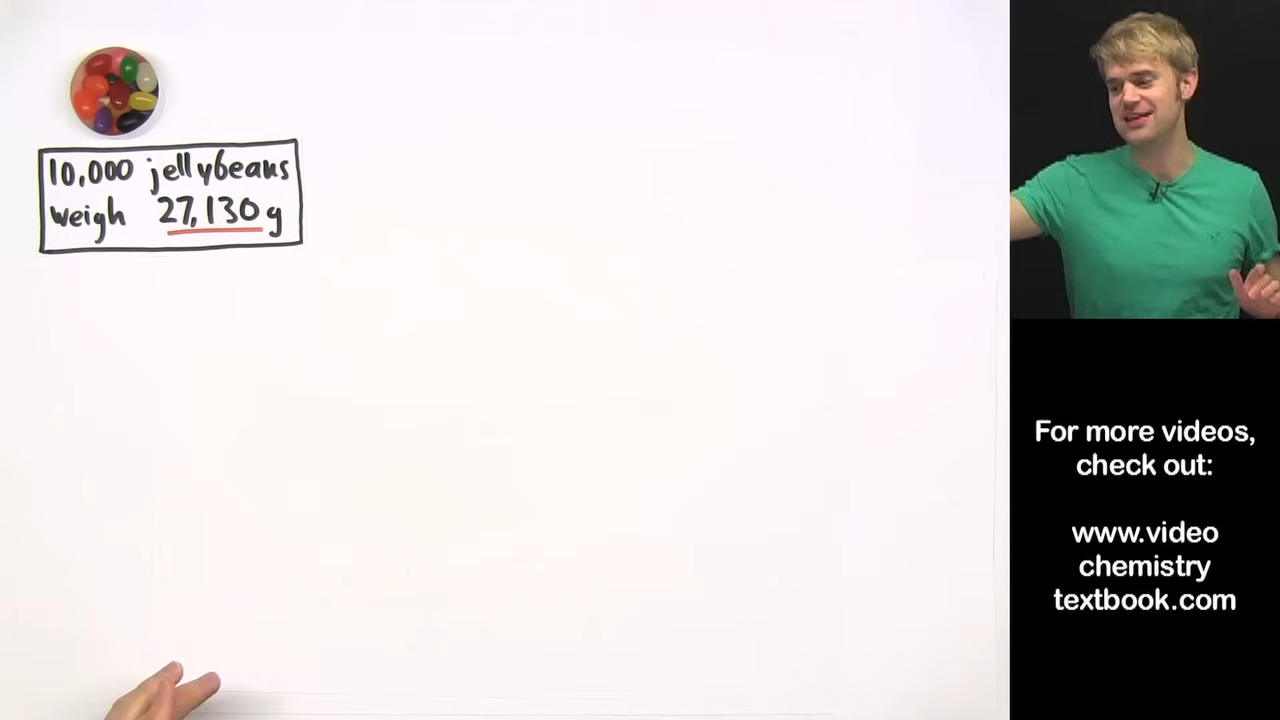 10,000 jellybeans
weigh 27,130 g
For more videos,
check out:
www.video
chemistry
textbook.com